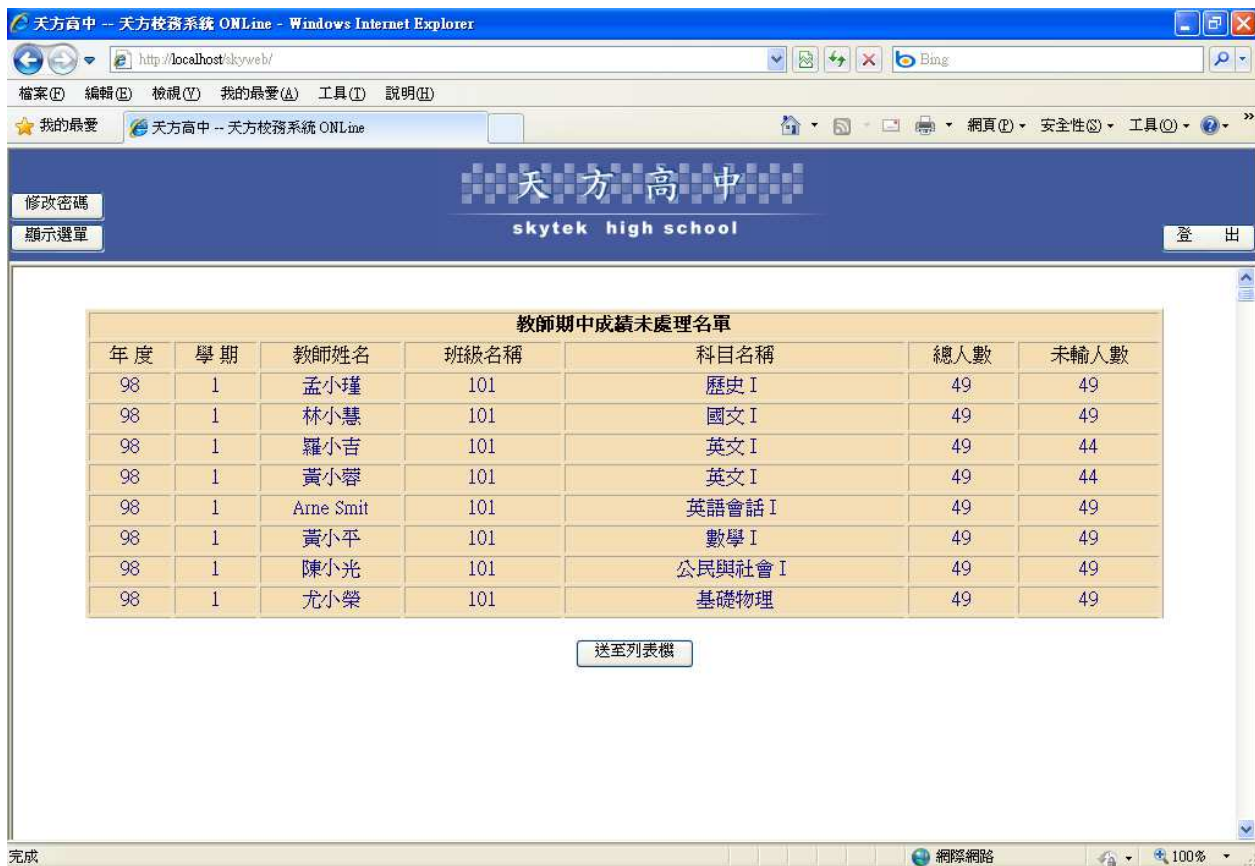 天方高中 -- 天方校務系統 ONLine - Windows Internet Explorer
http://localhost/skyweb/ Bing
檔案(F) 編輯(E) 檢視(V) 我的最愛(A) 工具(T) 說明(H)
我的最愛 天方高中 -- 天方校務系統 ONLine 網頁(P) 安全性(S) 工具(O) »
天方高中
修改密碼
skytek high school
顯示選單 登 出
教師期中成績未處理名單
年 度 學 期 教師姓名 班級名稱 科目名稱 總人數 未輸人數
98 1 孟小瑾 101 歷史 I 49 49
98 1 林小慧 101 國文 I 49 49
98 1 羅小吉 101 英文 I 49 44
98 1 黃小蓉 101 英文 I 49 44
98 1 Arne Smit 101 英語會話 I 49 49
98 1 黃小平 101 數學 I 49 49
98 1 陳小光 101 公民與社會 I 49 49
98 1 尤小榮 101 基礎物理 49 49
送至列表機
完成 網際網路 100%